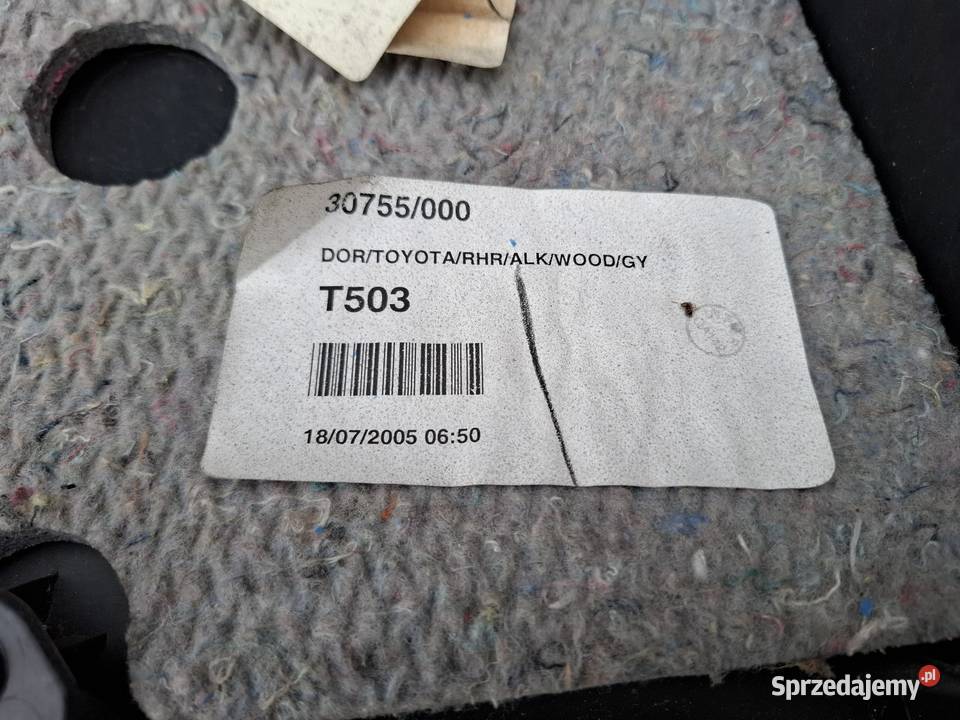 30755/000
DOR/TOYOTA/RHR/ALK/WOOD/GY
T503
18/07/2005 06:50
Sprzedajemy.pl